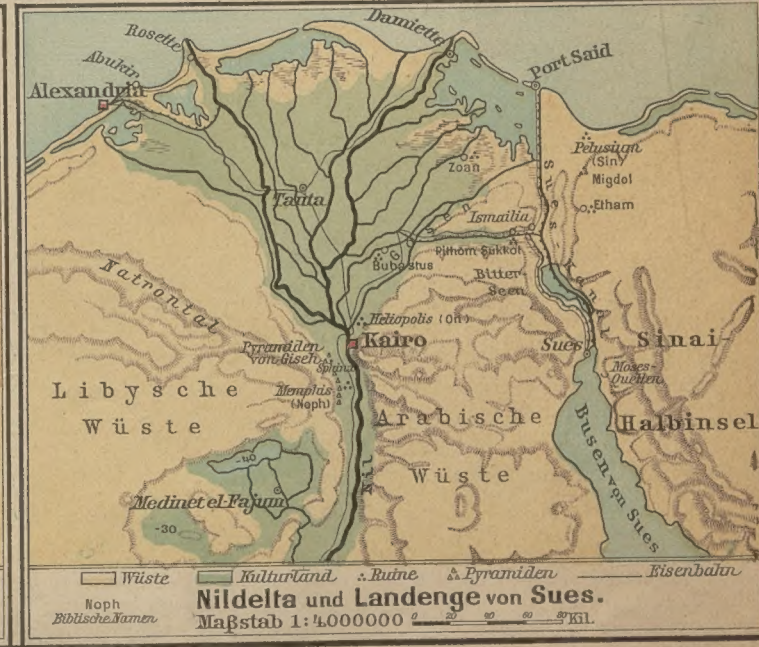 Rosette
Damiette
Abukir
Port Said
Alexandria
Pelusium
(Sin)
Zoan
Migdol
Sues-Kanal
Etham
Tanta
Gosen
Ismailia
Pithom Sukkot
Bubastus
Bitter-
Seen
Natrontal
Heliopolis (On)
Kairo
Sues
Sinai-
Halbinsel
Pyramiden
von Giseh
Sphinx
Moses-
Quellen
Memphis
(Noph)
Libysche
Wüste
Arabische
Wüste
Busen von Sues
Nil
-40
Medinet el-Fajum
-30
Wüste
Kulturland
Ruine
Pyramiden
Eisenbahn
Noph
Biblische Namen
Nildelta und Landenge von Sues.
Maßstab 1:4000000 0 20 40 60 80 Kil.